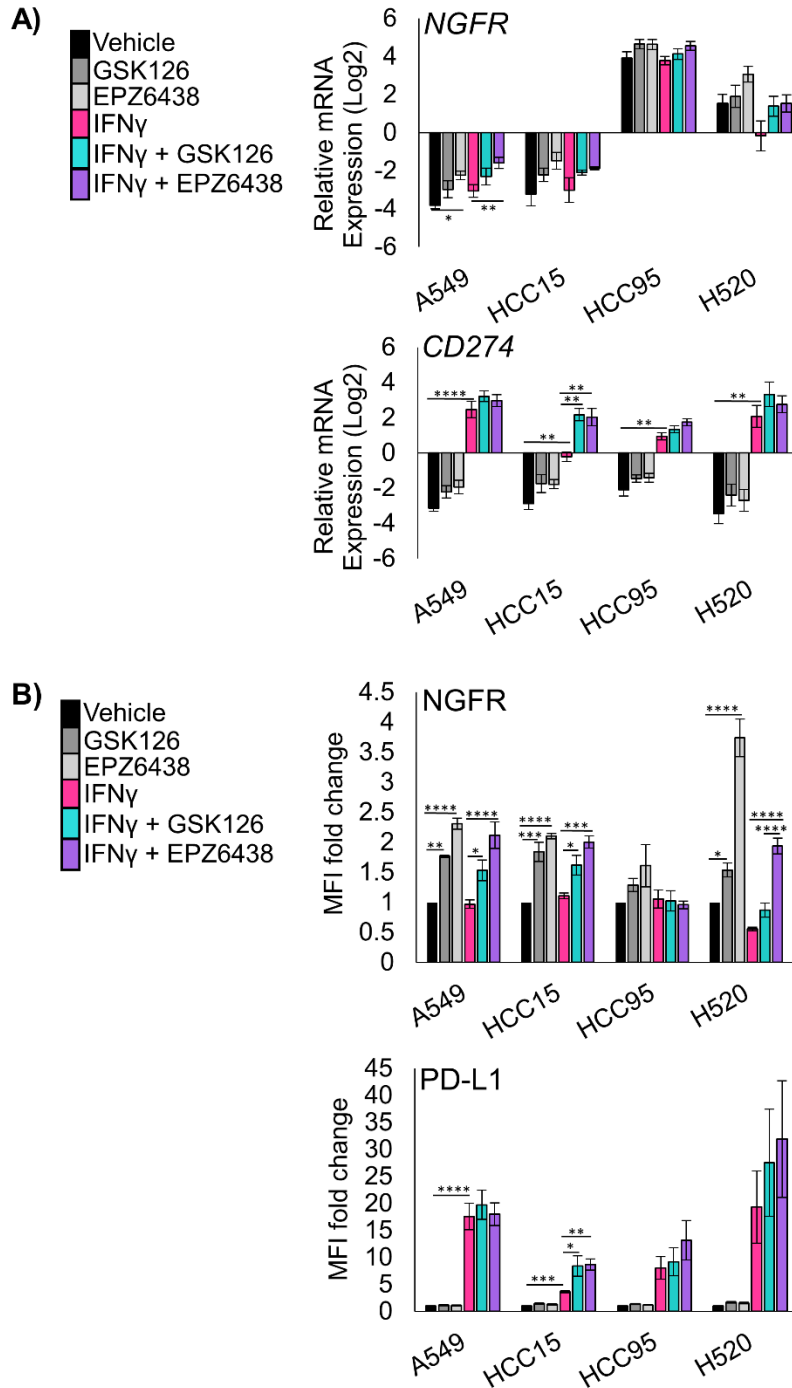 A)
Vehicle
GSK126
EPZ6438
IFNγ
IFNγ + GSK126
IFNγ + EPZ6438
NGFR
Relative mRNA
Expression (Log2)
6
4
2
0
-2
-4
-6
*
**
A549
HCC15
HCC95
H520
CD274
Relative mRNA
Expression (Log2)
6
4
2
0
-2
-4
-6
****
**
**
**
**
**
A549
HCC15
HCC95
H520
B)
Vehicle
GSK126
EPZ6438
IFNγ
IFNγ + GSK126
IFNγ + EPZ6438
NGFR
MFI fold change
4.5
4
3.5
3
2.5
2
1.5
1
0.5
0
**** ****
** *
**** ***
*** *
****
*
****
****
A549
HCC15
HCC95
H520
PD-L1
MFI fold change
45
40
35
30
25
20
15
10
5
0
****
***
**
*
A549
HCC15
HCC95
H520